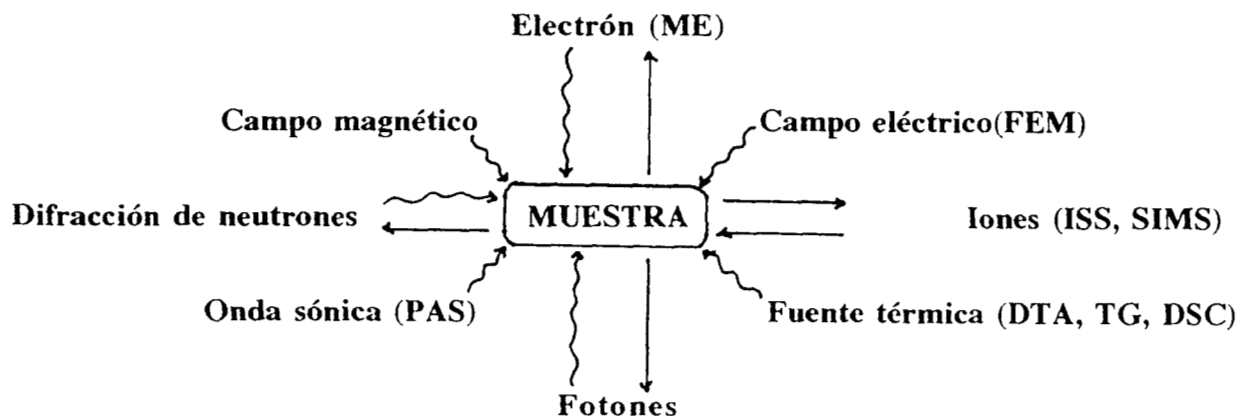 Electrón (ME)
Campo magnético
Campo eléctrico(FEM)
Difracción de neutrones
MUESTRA
Iones (ISS, SIMS)
Onda sónica (PAS)
Fuente térmica (DTA, TG, DSC)
Fotones